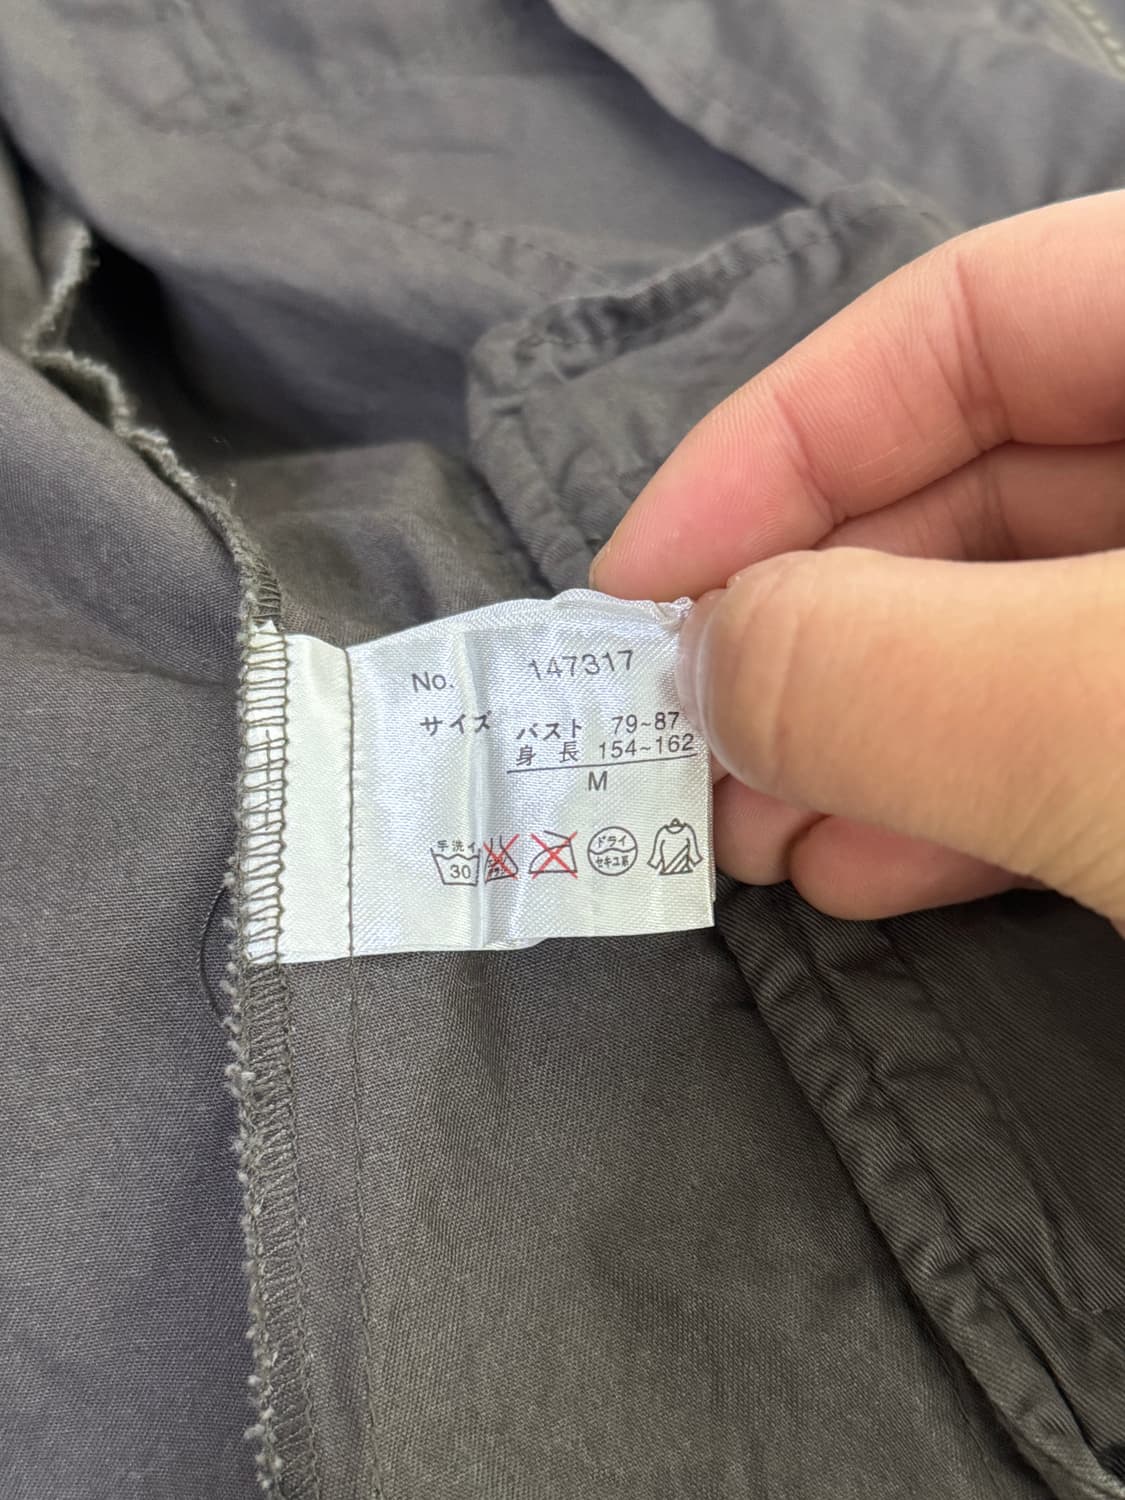 No. 147317
サイズ バスト 79~87
身 長 154~162
M
手洗イ
30
ドライ
セキユ系